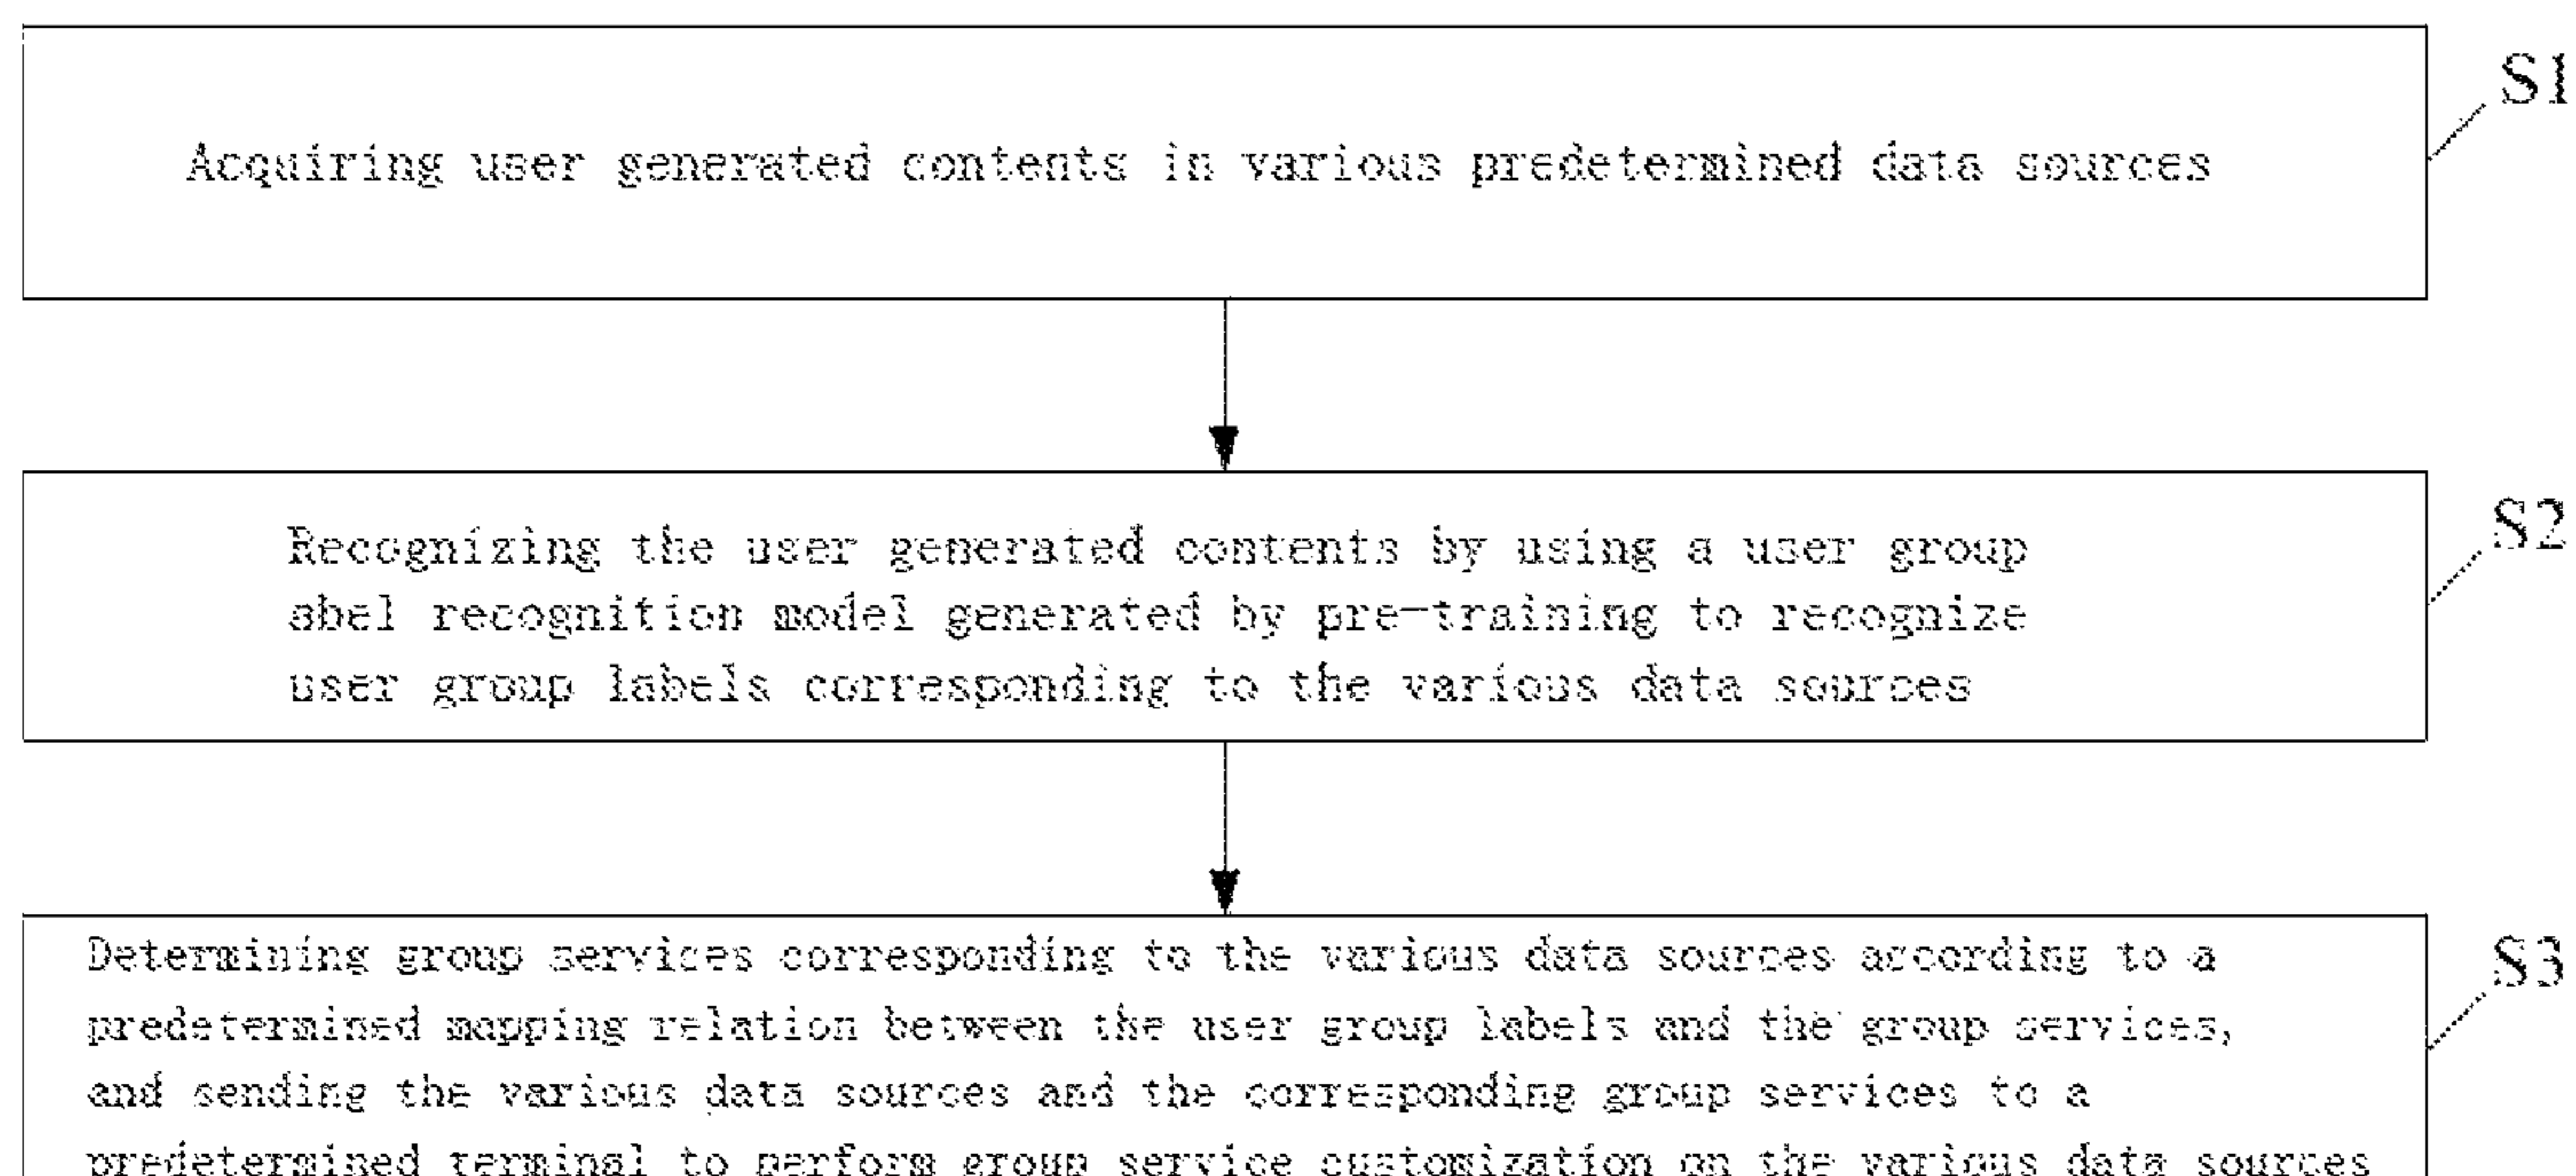 Acquiring user generated contents in various predetermined data sources
S1
Recognizing the user generated contents by using a user group
abel recognition model generated by pre-training to recognize
user group labels corresponding to the various data sources
S2
Determining group services corresponding to the various data sources according to a
predetermined mapping relation between the user group labels and the group services,
and sending the various data sources and the corresponding group services to a
predetermined terminal to perform group service customization on the various data sources
S3